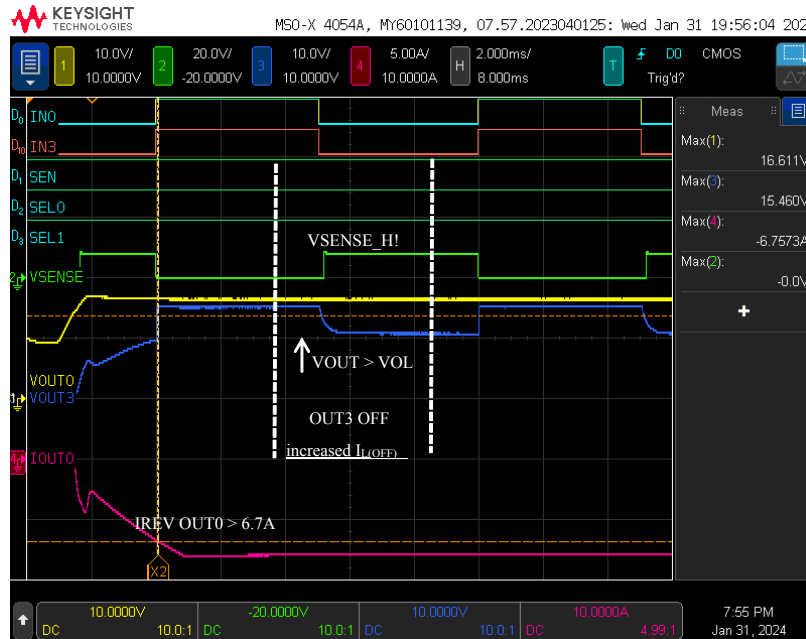 KEYSIGHT
TECHNOLOGIES
MSO-X 4054A, MY60101139, 07.57.2023040125: Wed Jan 31 19:56:04 202
1 10.0V/ 10.0000V
2 20.0V/ -20.0000V
3 10.0V/ 10.0000V
4 5.00A/ 10.0000A
H 2.000ms/ 8.000ms
T D0 CMOS
Trig'd?
Meas
Max(1):
16.611V
Max(3):
15.460V
Max(4):
-6.7573A
Max(2):
-0.0V
+
D0 IN0
D10 IN3
D1 SEN
D2 SEL0
D3 SEL1
VSENSE_H!
2 VSENSE
VOUT > VOL
VOUT0
VOUT3
OUT3 OFF
increased IL(OFF)
IOUT0
IREV OUT0 > 6.7A
X2
10.0000V -20.0000V 10.0000V 10.0000A
DC 10.0:1 DC 10.0:1 DC 10.0:1 DC 4.99:1
7:55 PM
Jan 31, 2024